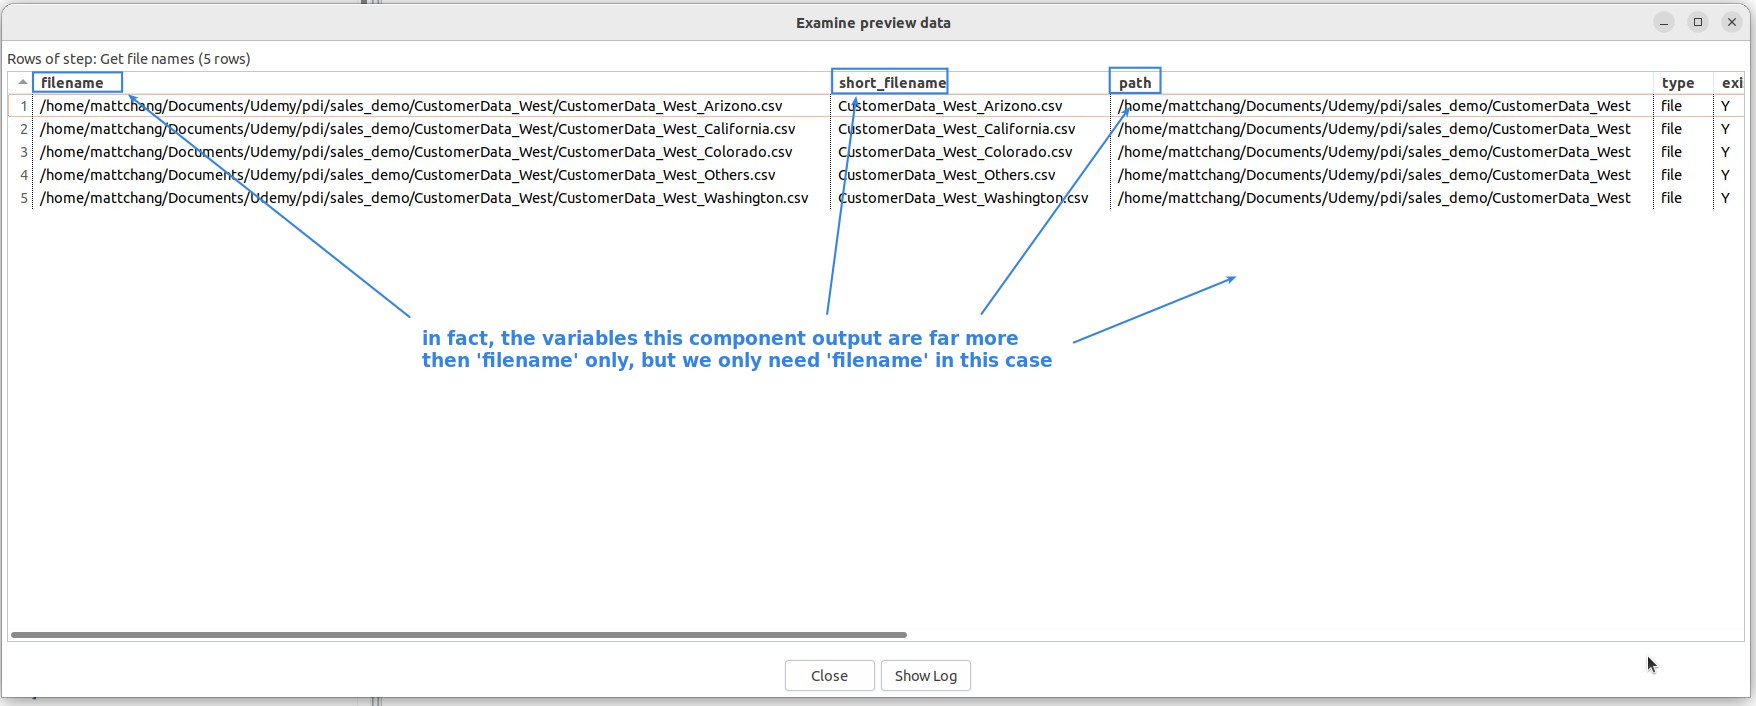 Examine preview data
Rows of step: Get file names (5 rows)
filename short_filename path type exi
1 /home/mattchang/Documents/Udemy/pdi/sales_demo/CustomerData_West/CustomerData_West_Arizono.csv CustomerData_West_Arizono.csv /home/mattchang/Documents/Udemy/pdi/sales_demo/CustomerData_West file Y
2 /home/mattchang/Documents/Udemy/pdi/sales_demo/CustomerData_West/CustomerData_West_California.csv CustomerData_West_California.csv /home/mattchang/Documents/Udemy/pdi/sales_demo/CustomerData_West file Y
3 /home/mattchang/Documents/Udemy/pdi/sales_demo/CustomerData_West/CustomerData_West_Colorado.csv CustomerData_West_Colorado.csv /home/mattchang/Documents/Udemy/pdi/sales_demo/CustomerData_West file Y
4 /home/mattchang/Documents/Udemy/pdi/sales_demo/CustomerData_West/CustomerData_West_Others.csv CustomerData_West_Others.csv /home/mattchang/Documents/Udemy/pdi/sales_demo/CustomerData_West file Y
5 /home/mattchang/Documents/Udemy/pdi/sales_demo/CustomerData_West/CustomerData_West_Washington.csv CustomerData_West_Washington.csv /home/mattchang/Documents/Udemy/pdi/sales_demo/CustomerData_West file Y
in fact, the variables this component output are far more
then 'filename' only, but we only need 'filename' in this case
Close Show Log